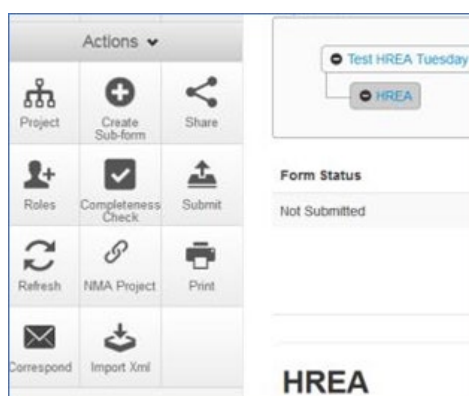 Actions
Project
Create
Sub-form
Share
Roles
Completeness
Check
Submit
Refresh
NMA Project
Print
Correspond
Import Xml
Test HREA Tuesday
HREA
Form Status
Not Submitted
HREA